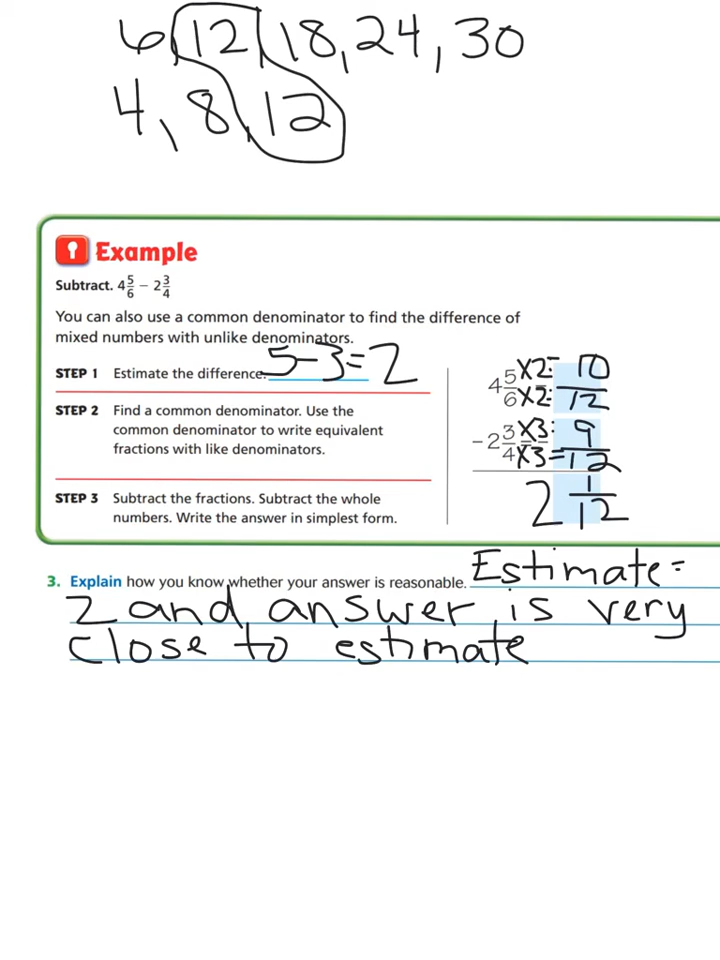 6 12, 18, 24, 30
4, 8, 12
Example
Subtract. 4 5/6 − 2 3/4
You can also use a common denominator to find the difference of
mixed numbers with unlike denominators.
STEP 1 Estimate the difference. 5-3=2
STEP 2 Find a common denominator. Use the
common denominator to write equivalent
fractions with like denominators.
STEP 3 Subtract the fractions. Subtract the whole
numbers. Write the answer in simplest form.
4 5/6 X2/X2 = 10/12
− 2 3/4 X3/X3 = 9/12
2 1/12
3. Explain how you know whether your answer is reasonable. Estimate=
2 and answer is very
close to estimate